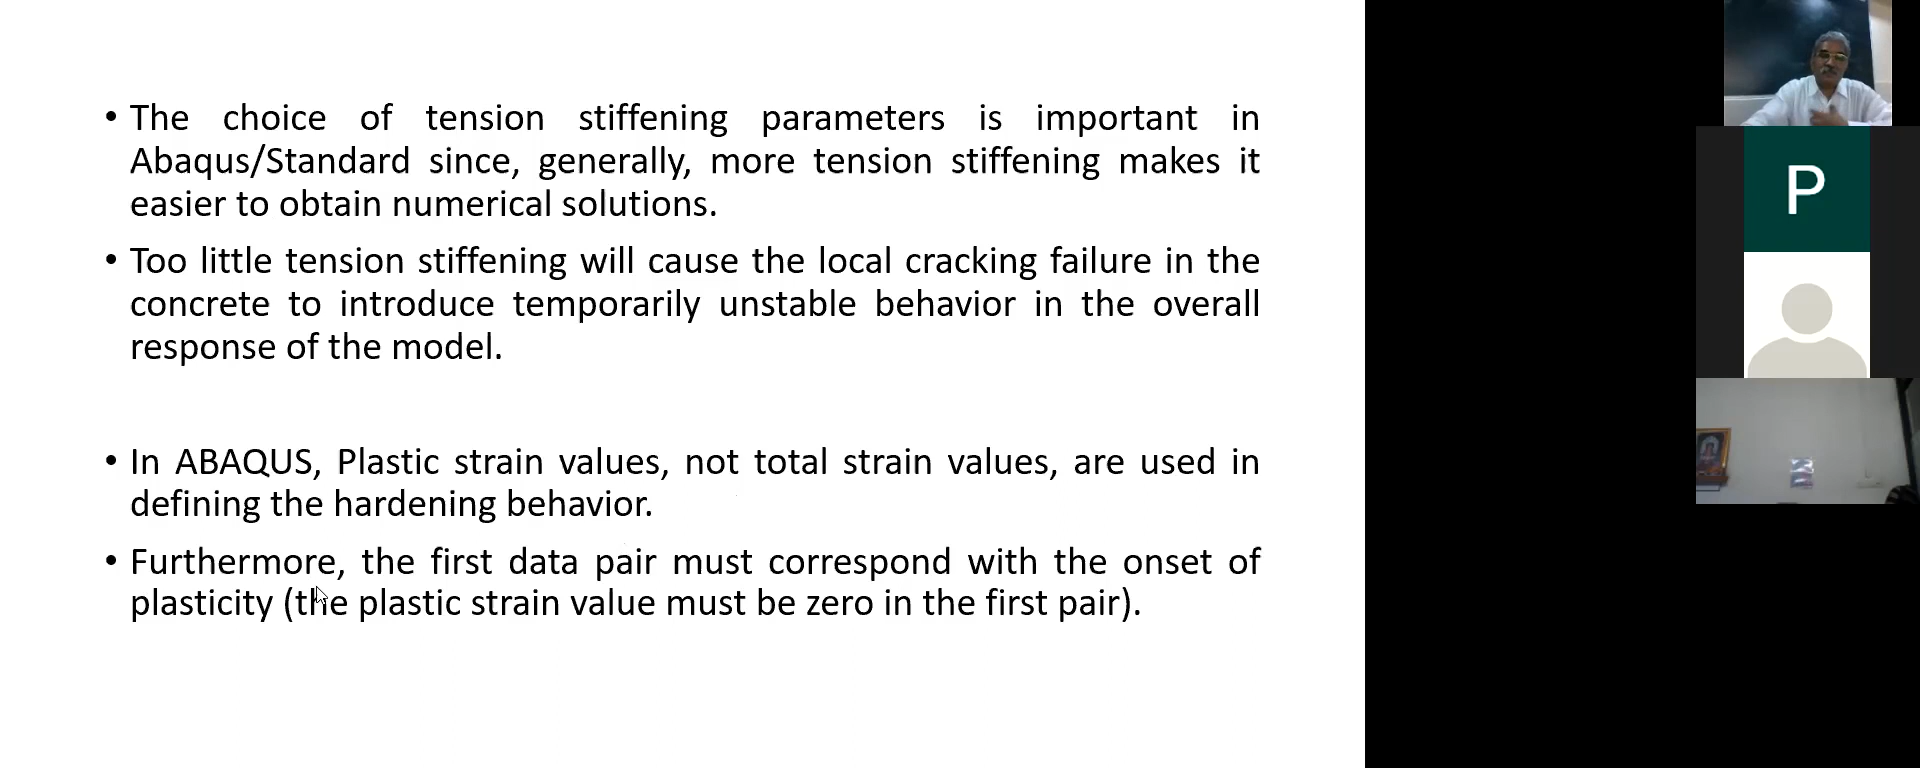 • The choice of tension stiffening parameters is important in
Abaqus/Standard since, generally, more tension stiffening makes it
easier to obtain numerical solutions.
• Too little tension stiffening will cause the local cracking failure in the
concrete to introduce temporarily unstable behavior in the overall
response of the model.
• In ABAQUS, Plastic strain values, not total strain values, are used in
defining the hardening behavior.
• Furthermore, the first data pair must correspond with the onset of
plasticity (the plastic strain value must be zero in the first pair).
P